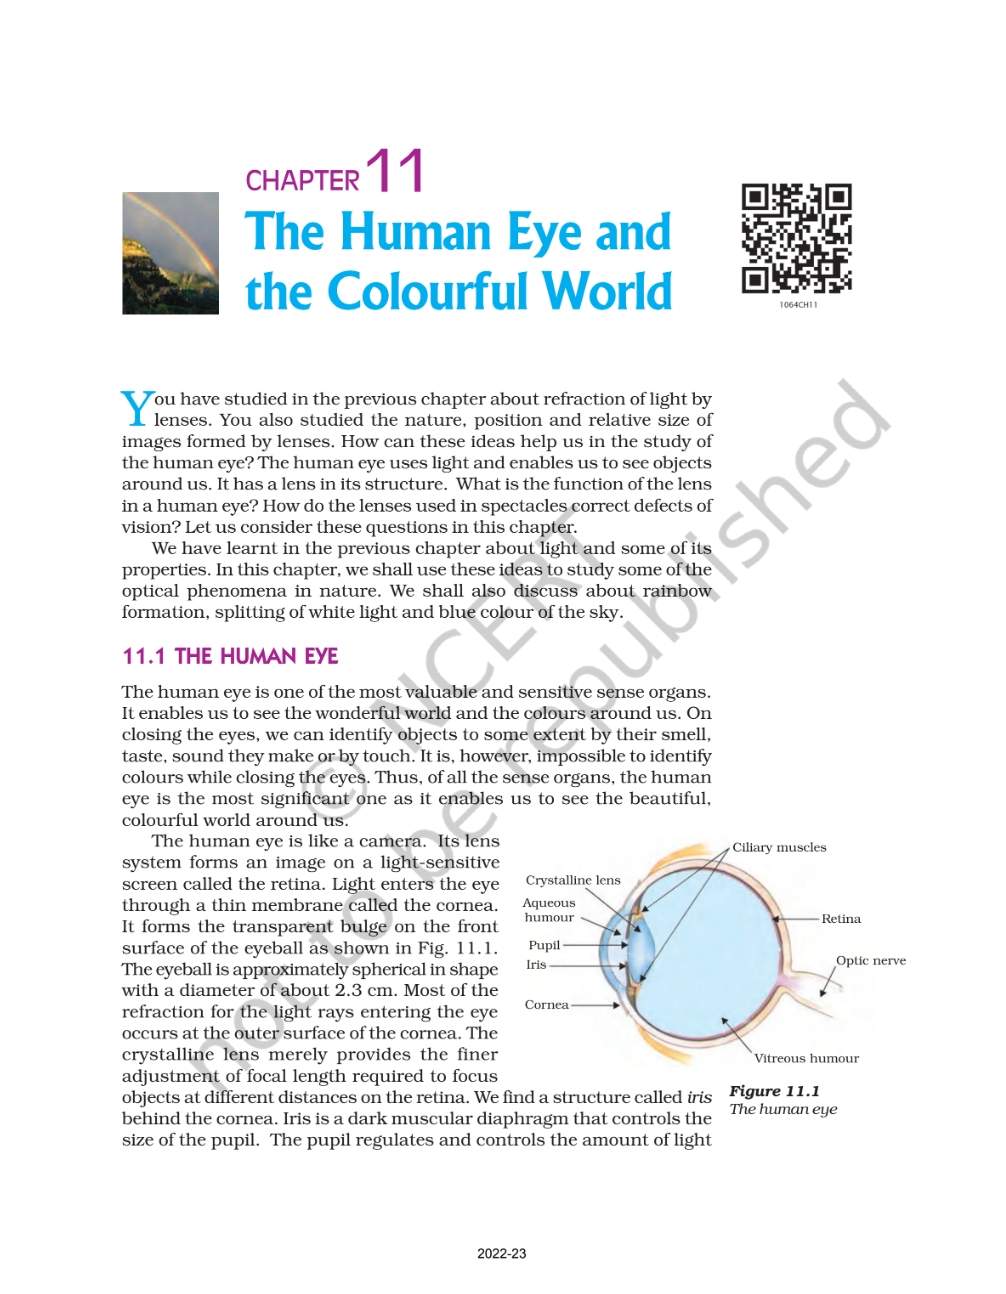 CHAPTER 11
The Human Eye and
the Colourful World
1064CH11
You have studied in the previous chapter about refraction of light by
lenses. You also studied the nature, position and relative size of
images formed by lenses. How can these ideas help us in the study of
the human eye? The human eye uses light and enables us to see objects
around us. It has a lens in its structure. What is the function of the lens
in a human eye? How do the lenses used in spectacles correct defects of
vision? Let us consider these questions in this chapter.
We have learnt in the previous chapter about light and some of its
properties. In this chapter, we shall use these ideas to study some of the
optical phenomena in nature. We shall also discuss about rainbow
formation, splitting of white light and blue colour of the sky.
11.1 THE HUMAN EYE
The human eye is one of the most valuable and sensitive sense organs.
It enables us to see the wonderful world and the colours around us. On
closing the eyes, we can identify objects to some extent by their smell,
taste, sound they make or by touch. It is, however, impossible to identify
colours while closing the eyes. Thus, of all the sense organs, the human
eye is the most significant one as it enables us to see the beautiful,
colourful world around us.
The human eye is like a camera. Its lens
system forms an image on a light-sensitive
screen called the retina. Light enters the eye
through a thin membrane called the cornea.
It forms the transparent bulge on the front
surface of the eyeball as shown in Fig. 11.1.
The eyeball is approximately spherical in shape
with a diameter of about 2.3 cm. Most of the
refraction for the light rays entering the eye
occurs at the outer surface of the cornea. The
crystalline lens merely provides the finer
adjustment of focal length required to focus
objects at different distances on the retina. We find a structure called iris
behind the cornea. Iris is a dark muscular diaphragm that controls the
size of the pupil. The pupil regulates and controls the amount of light
Ciliary muscles
Crystalline lens
Aqueous
humour
Pupil
Iris
Cornea
Retina
Optic nerve
Vitreous humour
Figure 11.1
The human eye
© NCERT
not to be republished
2022-23